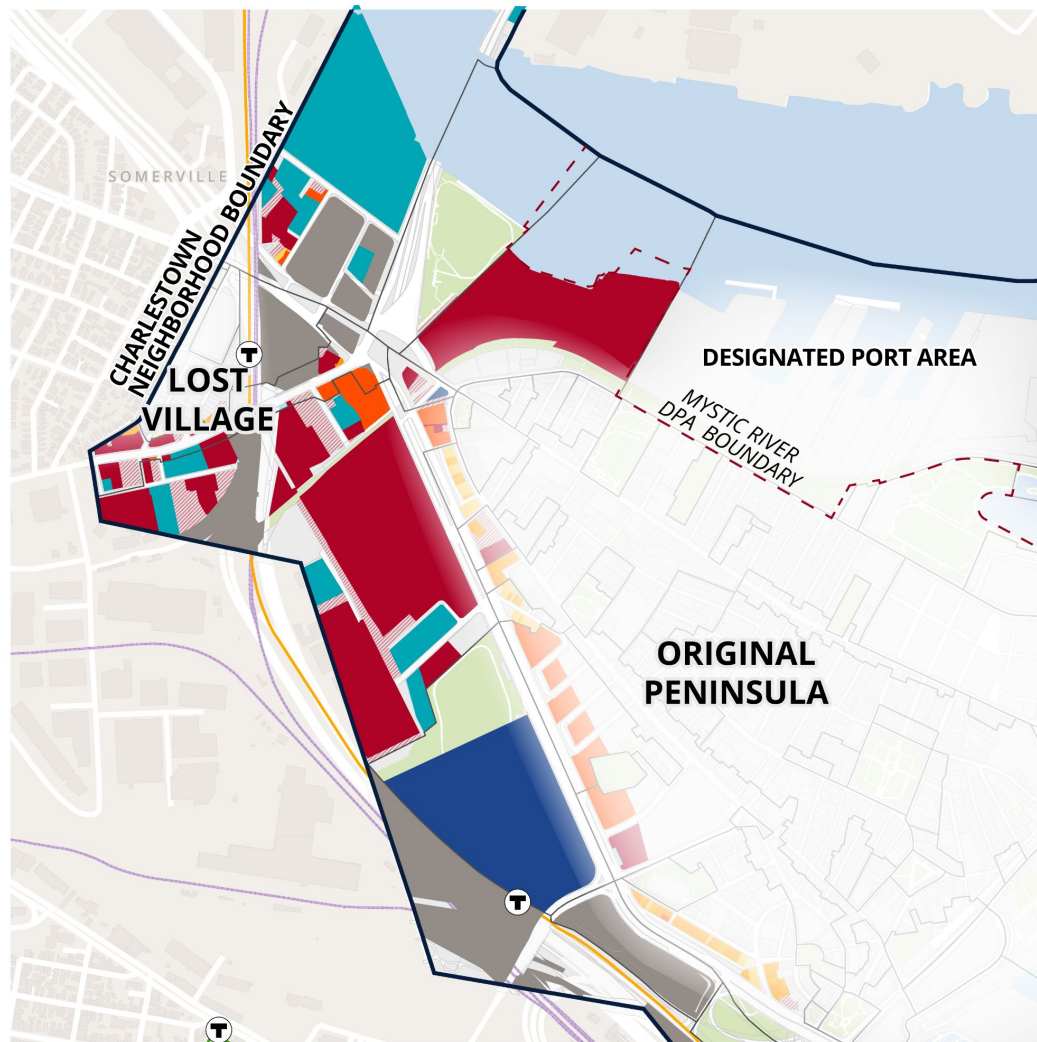 SOMERVILLE
CHARLESTOWN
NEIGHBORHOOD BOUNDARY
T
LOST
VILLAGE
DESIGNATED PORT AREA
MYSTIC RIVER
DPA BOUNDARY
ORIGINAL
PENINSULA
T
T